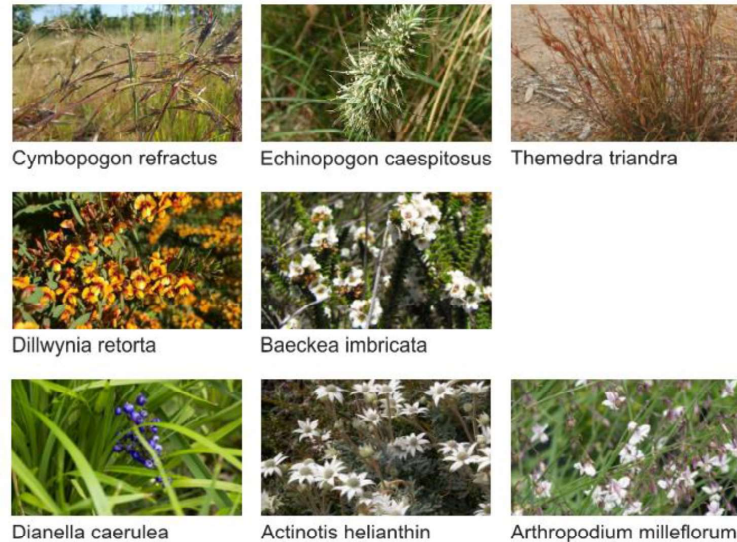 Cymbopogon refractus
Echinopogon caespitosus
Themedra triandra
Dillwynia retorta
Baeckea imbricata
Dianella caerulea
Actinotis helianthin
Arthropodium milleflorum